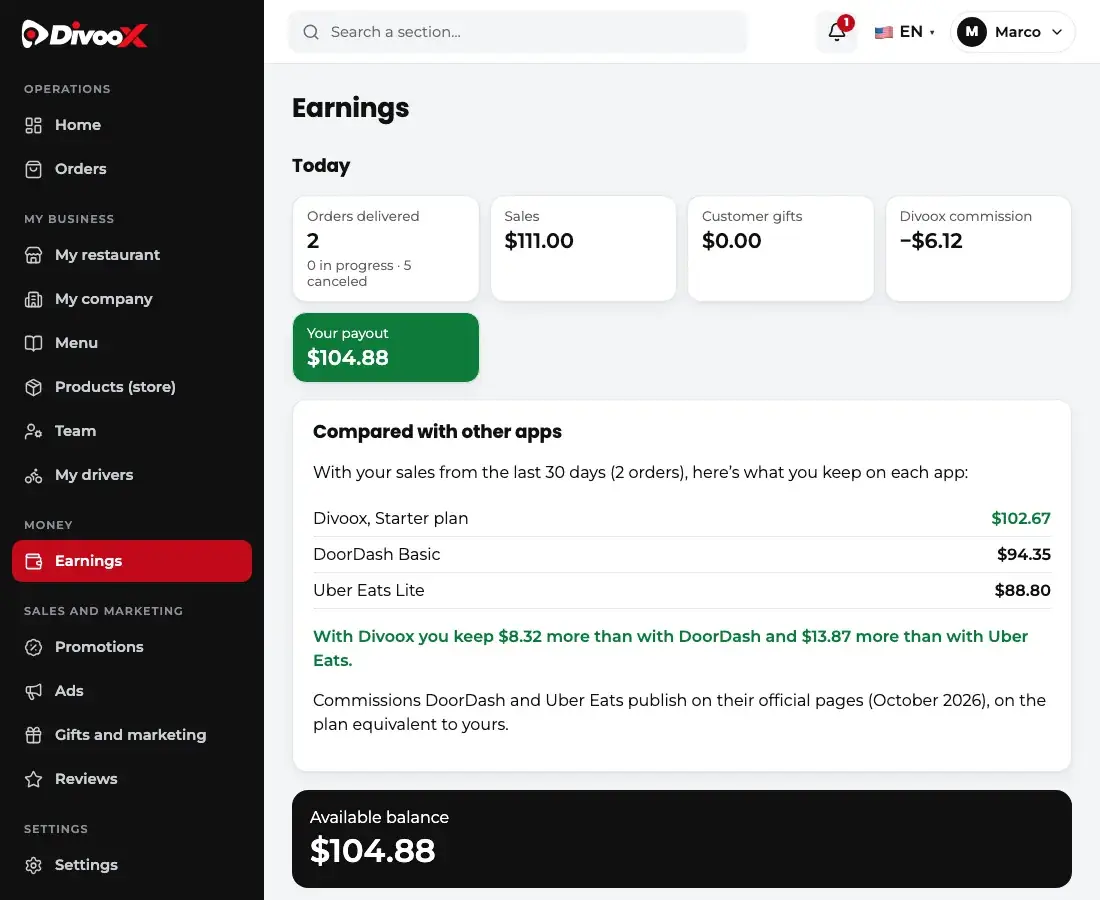 DivooX
Search a section...
1
EN
M
Marco
OPERATIONS
Home
Orders
MY BUSINESS
My restaurant
My company
Menu
Products (store)
Team
My drivers
MONEY
Earnings
SALES AND MARKETING
Promotions
Ads
Gifts and marketing
Reviews
SETTINGS
Settings
Earnings
Today
Orders delivered
2
0 in progress · 5
canceled
Sales
$111.00
Customer gifts
$0.00
Divoox commission
−$6.12
Your payout
$104.88
Compared with other apps
With your sales from the last 30 days (2 orders), here’s what you keep on each app:
Divoox, Starter plan $102.67
DoorDash Basic $94.35
Uber Eats Lite $88.80
With Divoox you keep $8.32 more than with DoorDash and $13.87 more than with Uber
Eats.
Commissions DoorDash and Uber Eats publish on their official pages (October 2026), on the
plan equivalent to yours.
Available balance
$104.88